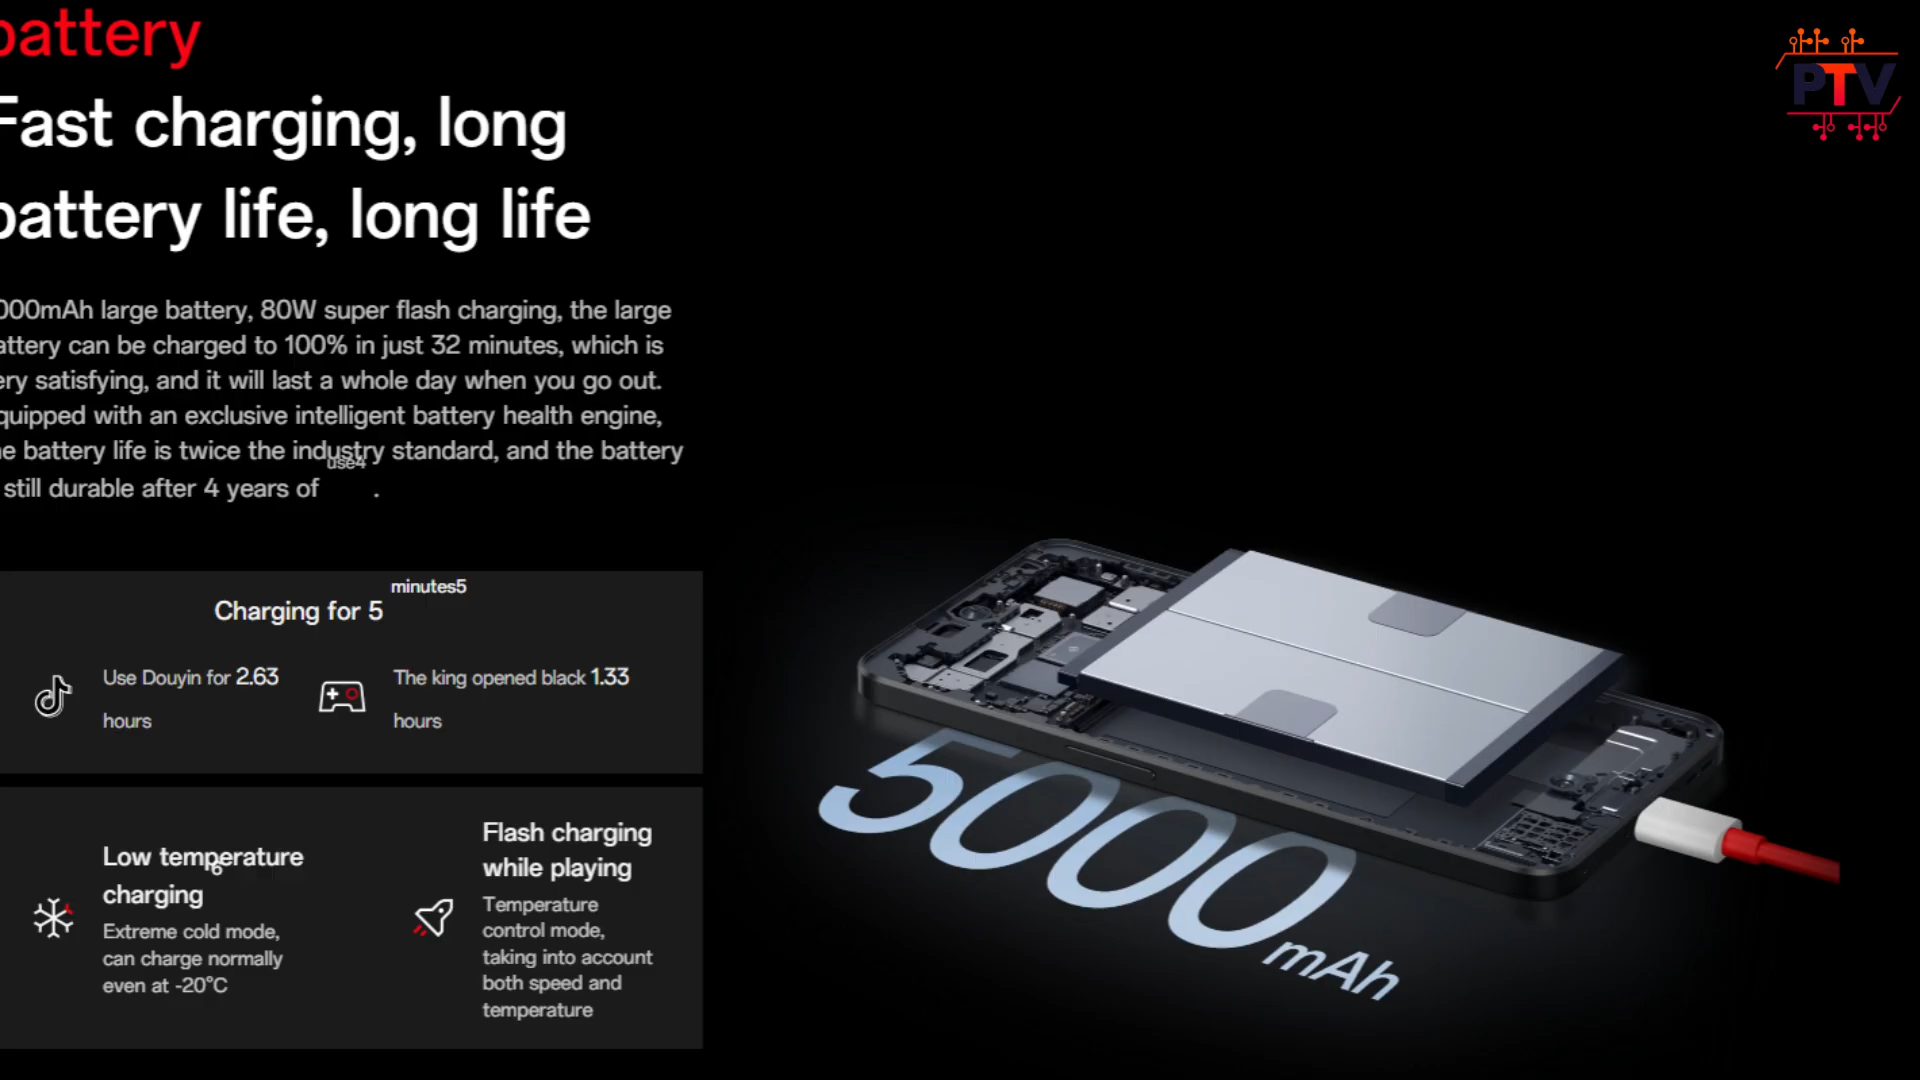 battery
Fast charging, long
battery life, long life
000mAh large battery, 80W super flash charging, the large
attery can be charged to 100% in just 32 minutes, which is
ery satisfying, and it will last a whole day when you go out.
quipped with an exclusive intelligent battery health engine,
e battery life is twice the industry standard, and the battery
still durable after 4 years of use4 .
Charging for 5 minutes5
Use Douyin for 2.63
hours
The king opened black 1.33
hours
Low temperature
6
charging
Extreme cold mode,
can charge normally
even at -20°C
Flash charging
while playing
Temperature
control mode,
taking into account
both speed and
temperature
5000
mAh
PTV